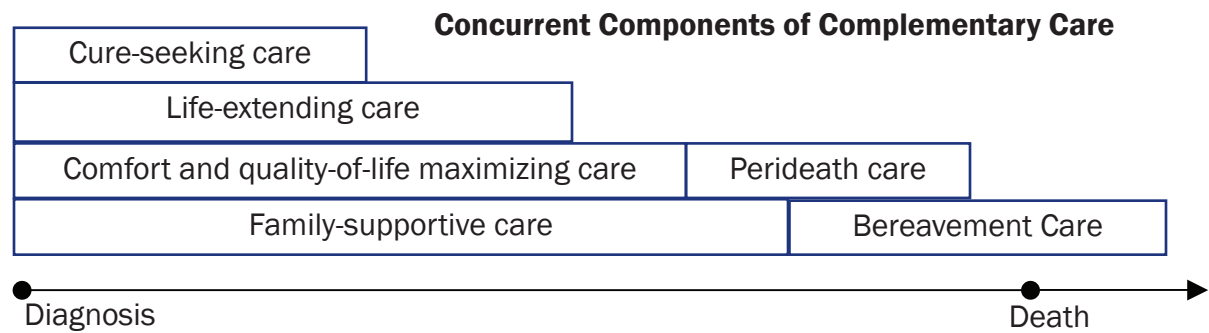 Concurrent Components of Complementary Care
Cure-seeking care
Life-extending care
Comfort and quality-of-life maximizing care
Perideath care
Family-supportive care
Bereavement Care
Diagnosis
Death